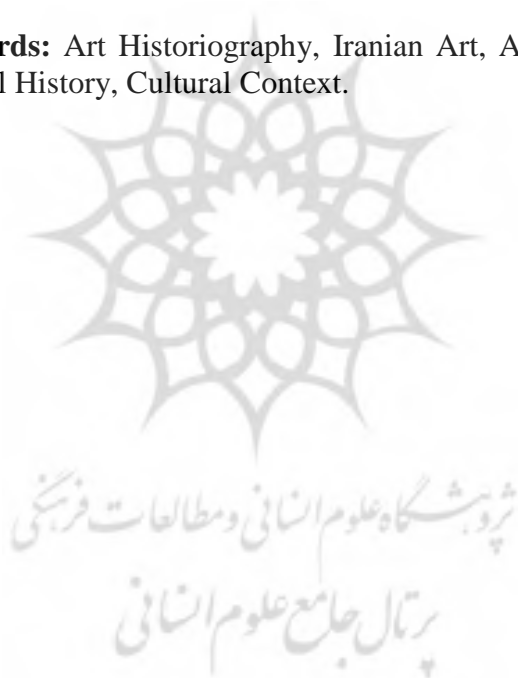 rds: Art Historiography, Iranian Art, A
l History, Cultural Context.
پژوهشگاه علوم انسانی و مطالعات فرهنگی
پرتال جامع علوم انسانی